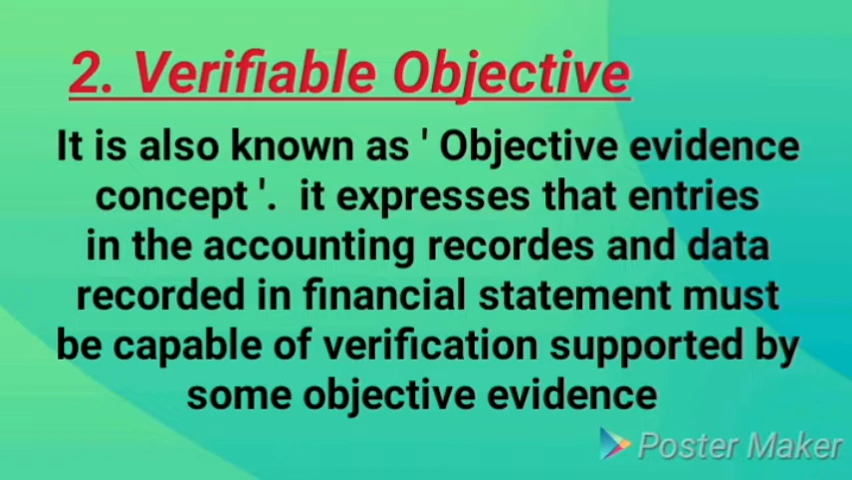 2. Verifiable Objective
It is also known as ' Objective evidence
concept '. it expresses that entries
in the accounting recordes and data
recorded in financial statement must
be capable of verification supported by
some objective evidence
Poster Maker